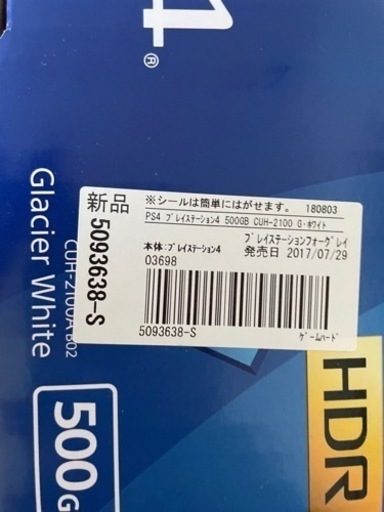 4®
新品
5093638-S
※シールは簡単にはがせます。 180803
PS4 ﾌﾟﾚｲｽﾃｰｼｮﾝ4 500GB CUH-2100 G・ﾎﾜｲﾄ
ﾌﾟﾚｲｽﾃｰｼｮﾝﾌｫｰｸﾞﾚｲ
本体:ﾌﾟﾚｲｽﾃｰｼｮﾝ4
発売日 2017/07/29
03698
5093638-S
ｹﾞｰﾑﾊｰﾄﾞ
CUH-2100A B02
Glacier White
500G
HDR